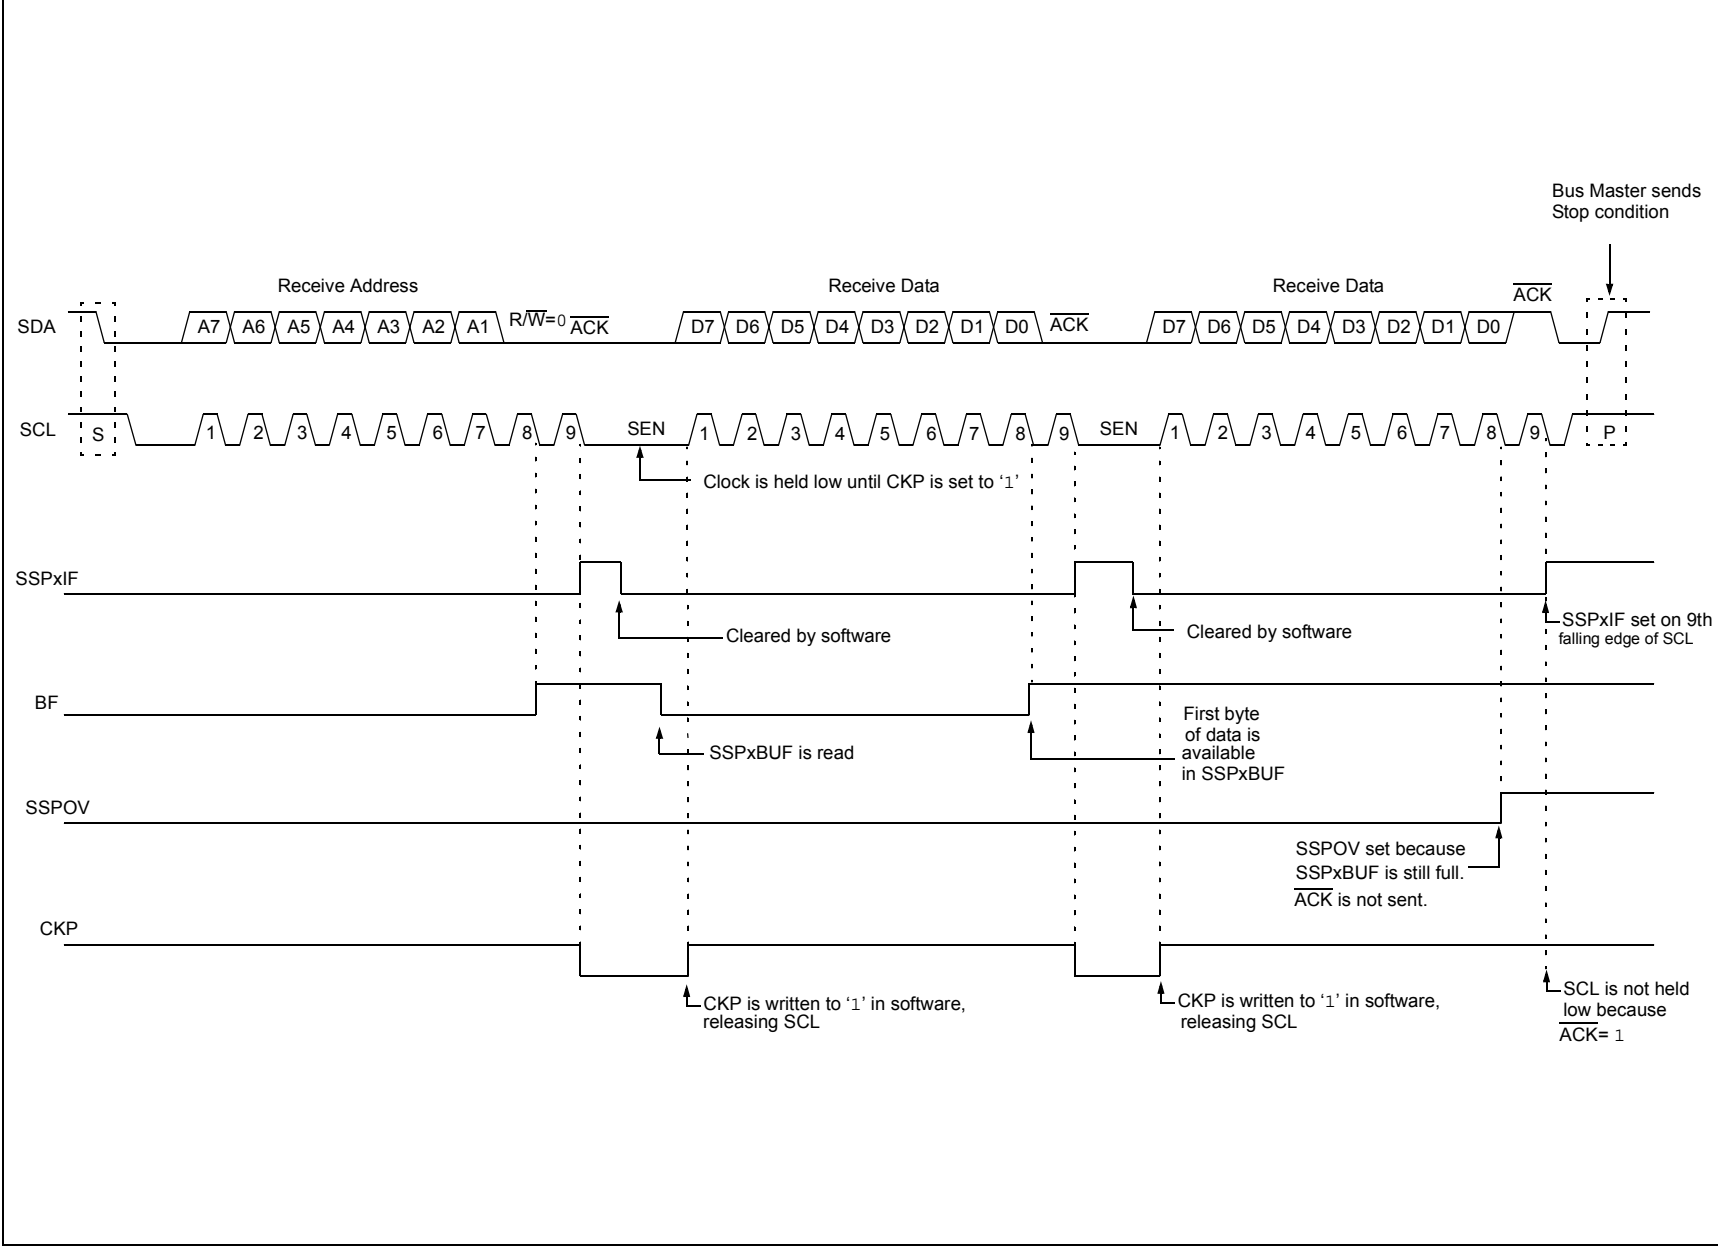 Bus Master sends
Stop condition
Receive Address
Receive Data
Receive Data
ACK
SDA
A7 A6 A5 A4 A3 A2 A1 R/W=0 ACK
D7 D6 D5 D4 D3 D2 D1 D0 ACK
D7 D6 D5 D4 D3 D2 D1 D0
SCL
S
1 2 3 4 5 6 7 8 9 SEN
1 2 3 4 5 6 7 8 9 SEN
1 2 3 4 5 6 7 8 9
P
Clock is held low until CKP is set to ‘1’
SSPxIF
Cleared by software
Cleared by software
SSPxIF set on 9th
falling edge of SCL
BF
SSPxBUF is read
First byte
of data is
available
in SSPxBUF
SSPOV
SSPOV set because
SSPxBUF is still full.
ACK is not sent.
CKP
CKP is written to ‘1’ in software,
releasing SCL
CKP is written to ‘1’ in software,
releasing SCL
SCL is not held
low because
ACK= 1